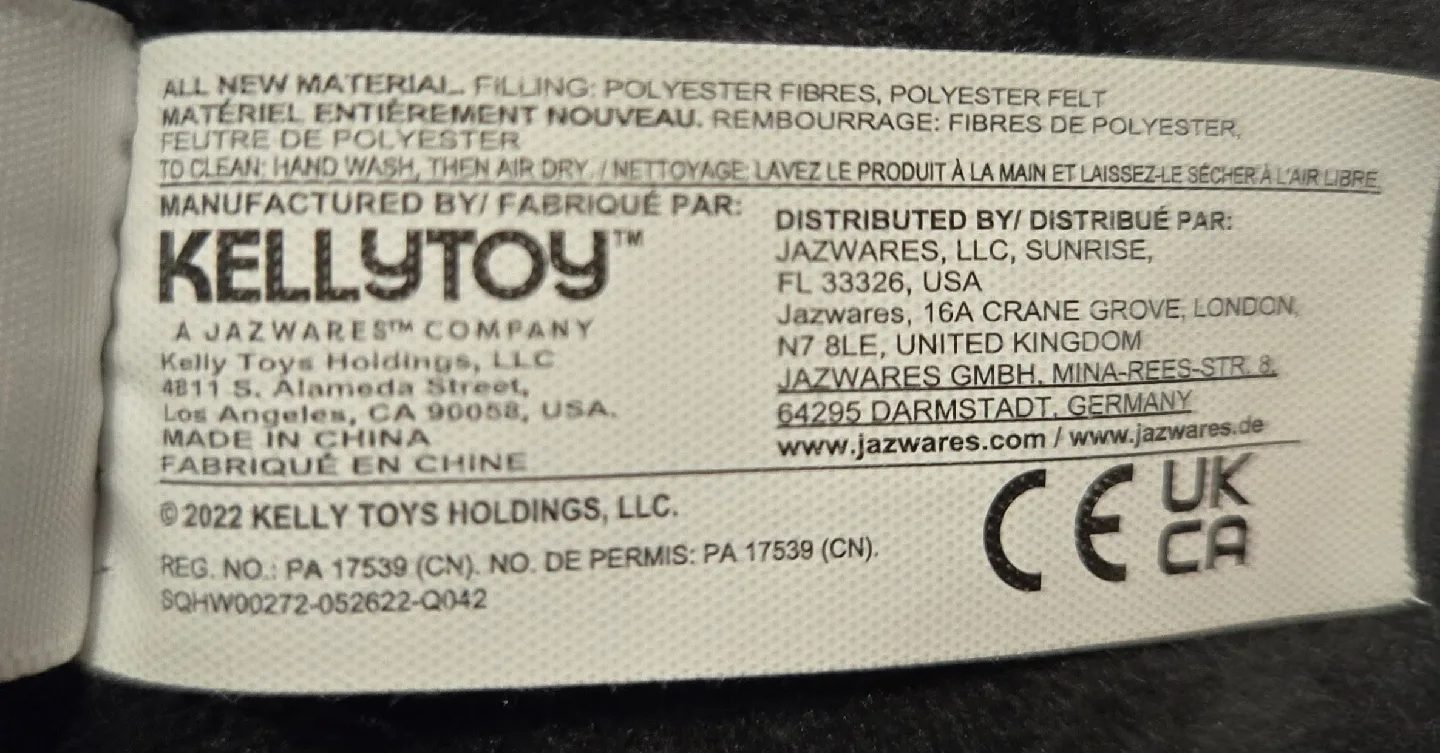 ALL NEW MATERIAL. FILLING: POLYESTER FIBRES, POLYESTER FELT
MATÉRIEL ENTIÉREMENT NOUVEAU. REMBOURRAGE: FIBRES DE POLYESTER,
FEUTRE DE POLYESTER
TO CLEAN: HAND WASH, THEN AIR DRY. / NETTOYAGE: LAVEZ LE PRODUIT À LA MAIN ET LAISSEZ-LE SÉCHER À L'AIR LIBRE
MANUFACTURED BY/ FABRIQUÉ PAR:
KELLYTOY™
A JAZWARES™ COMPANY
Kelly Toys Holdings, LLC
4811 S. Alameda Street,
Los Angeles, CA 90058, USA.
MADE IN CHINA
FABRIQUÉ EN CHINE
DISTRIBUTED BY/ DISTRIBUÉ PAR:
JAZWARES, LLC, SUNRISE,
FL 33326, USA
Jazwares, 16A CRANE GROVE, LONDON,
N7 8LE, UNITED KINGDOM
JAZWARES GMBH. MINA-REES-STR. 8,
64295 DARMSTADT, GERMANY
www.jazwares.com / www.jazwares.de
© 2022 KELLY TOYS HOLDINGS, LLC.
REG. NO.: PA 17539 (CN). NO. DE PERMIS: PA 17539 (CN).
SQHW00272-052622-Q042
CE
UK
CA